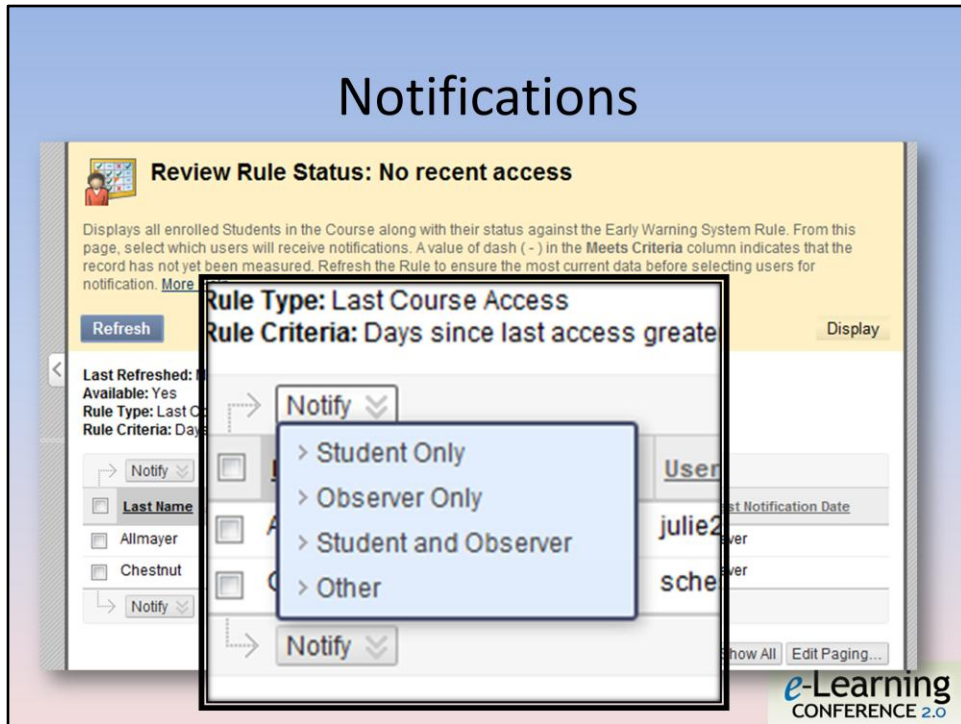 Notifications
Review Rule Status: No recent access
Displays all enrolled Students in the Course along with their status against the Early Warning System Rule. From this
page, select which users will receive notifications. A value of dash ( - ) in the Meets Criteria column indicates that the
record has not yet been measured. Refresh the Rule to ensure the most current data before selecting users for
notification. More
Refresh
Display
Last Refreshed:
Available: Yes
Rule Type: Last
Rule Criteria: Days
Notify
Last Name
Notification Date
Allmayer
Chestnut
Notify
Show All Edit Paging...
Rule Type: Last Course Access
Rule Criteria: Days since last access
Notify
> Student Only
> Observer Only
> Student and Observer
> Other
User
julie2
sche
Notify
e-Learning
CONFERENCE 2.0